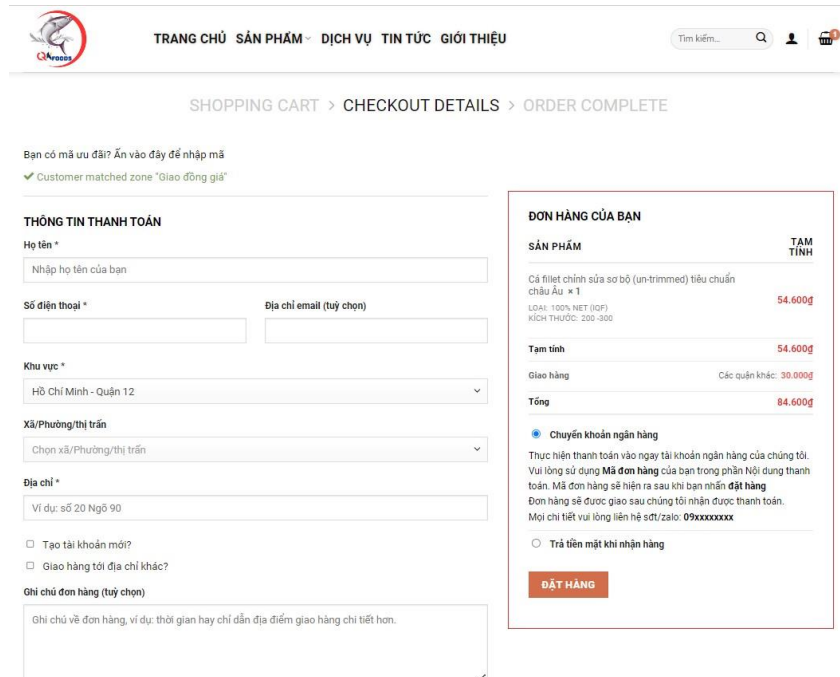 QMFOODS
TRANG CHỦ SẢN PHẨM DỊCH VỤ TIN TỨC GIỚI THIỆU
Tìm kiếm...
1
SHOPPING CART > CHECKOUT DETAILS > ORDER COMPLETE
Bạn có mã ưu đãi? Ấn vào đây để nhập mã
Customer matched zone "Giao đồng giá"
THÔNG TIN THANH TOÁN
Họ tên *
Nhập họ tên của bạn
Số điện thoại *
Địa chỉ email (tuỳ chọn)
Khu vực *
Hồ Chí Minh - Quận 12
Xã/Phường/thị trấn
Chọn xã/Phường/thị trấn
Địa chỉ *
Ví dụ: số 20 Ngõ 90
Tạo tài khoản mới?
Giao hàng tới địa chỉ khác?
Ghi chú đơn hàng (tuỳ chọn)
Ghi chú về đơn hàng, ví dụ: thời gian hay chỉ dẫn địa điểm giao hàng chi tiết hơn.
ĐƠN HÀNG CỦA BẠN
SẢN PHẨM
TẠM
TÍNH
Cá fillet chỉnh sửa sơ bộ (un-trimmed) tiêu chuẩn
châu Âu × 1
54.600₫
LOẠI: 100% NET (IQF)
KÍCH THƯỚC: 200 -300
Tạm tính 54.600₫
Giao hàng Các quận khác: 30.000₫
Tổng 84.600₫
Chuyển khoản ngân hàng
Thực hiện thanh toán vào ngay tài khoản ngân hàng của chúng tôi.
Vui lòng sử dụng Mã đơn hàng của bạn trong phần Nội dung thanh
toán. Mã đơn hàng sẽ hiện ra sau khi bạn nhấn đặt hàng
Đơn hàng sẽ được giao sau chúng tôi nhận được thanh toán.
Mọi chi tiết vui lòng liên hệ sđt/zalo: 09xxxxxxxx
Trả tiền mặt khi nhận hàng
ĐẶT HÀNG